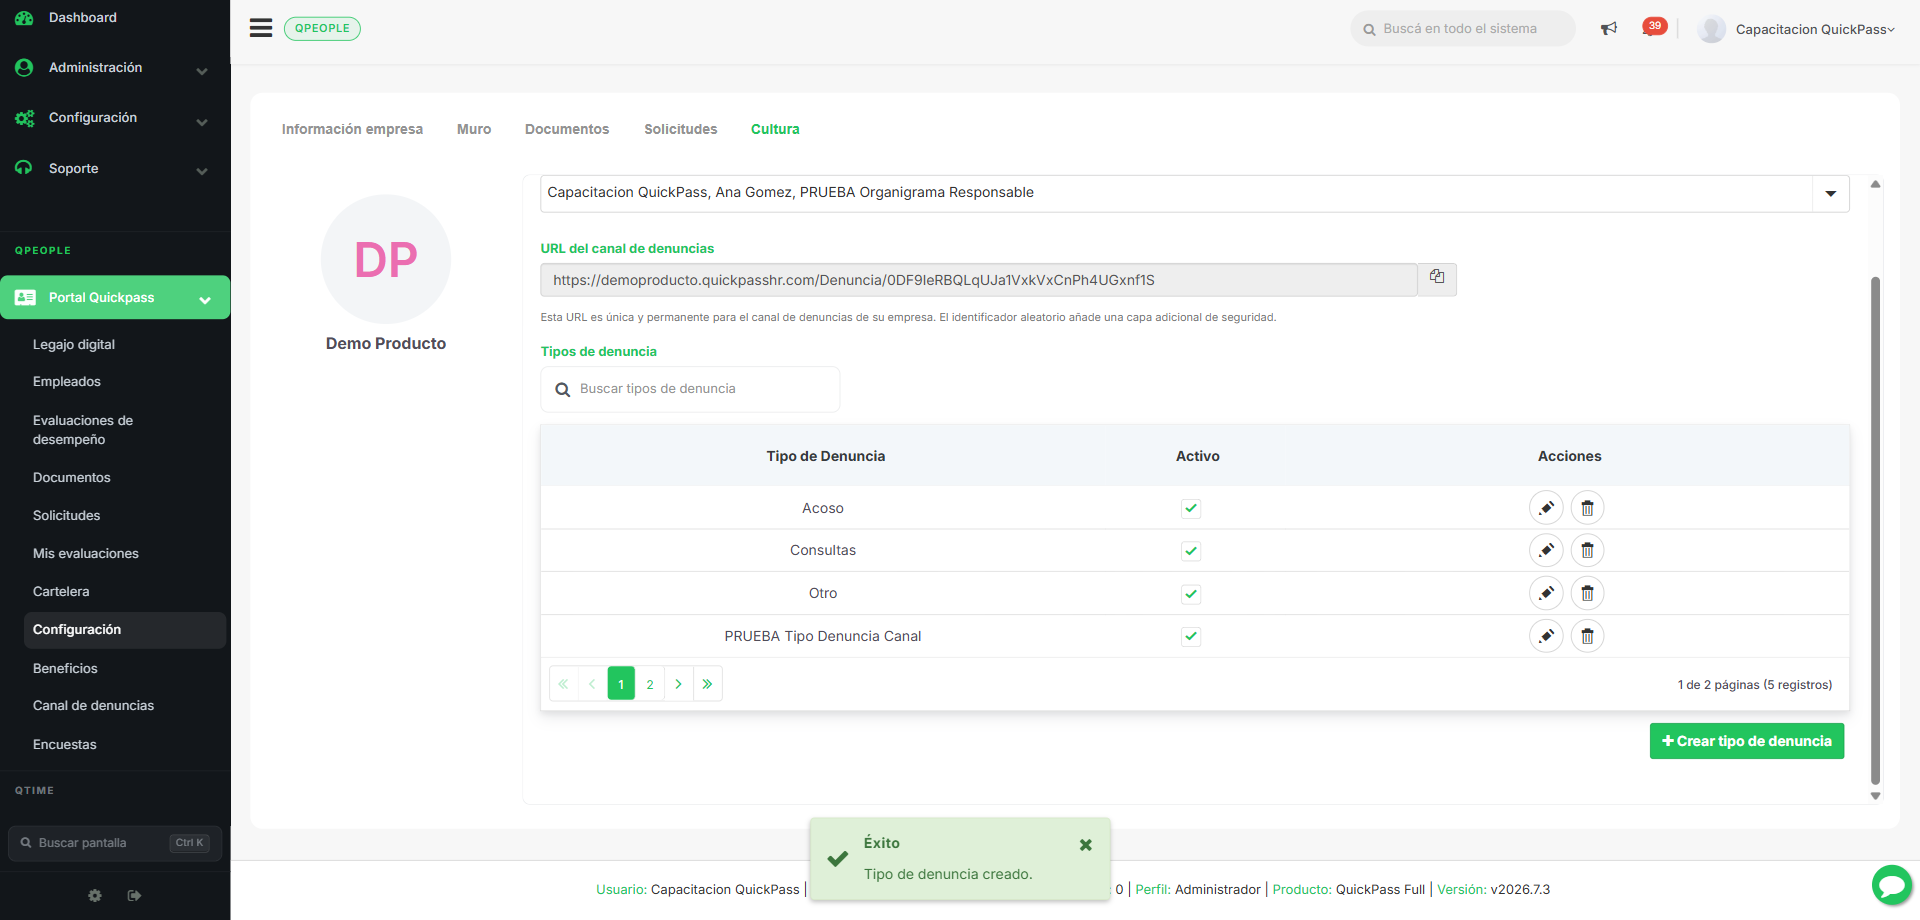 Dashboard
Administración
Configuración
Soporte
QPEOPLE
Portal Quickpass
Legajo digital
Empleados
Evaluaciones de
desempeño
Documentos
Solicitudes
Mis evaluaciones
Cartelera
Configuración
Beneficios
Canal de denuncias
Encuestas
QTIME
Buscar pantalla Ctrl K
QPEOPLE
Buscá en todo el sistema
39
Capacitacion QuickPass
Información empresa Muro Documentos Solicitudes Cultura
DP
Demo Producto
Capacitacion QuickPass, Ana Gomez, PRUEBA Organigrama Responsable
URL del canal de denuncias
https://demoproducto.quickpasshr.com/Denuncia/0DF9IeRBQLqUJa1VxkVxCnPh4UGxnf1S
Esta URL es única y permanente para el canal de denuncias de su empresa. El identificador aleatorio añade una capa adicional de seguridad.
Tipos de denuncia
Buscar tipos de denuncia
Tipo de Denuncia Activo Acciones
Acoso
Consultas
Otro
PRUEBA Tipo Denuncia Canal
« ‹ 1 2 › »
1 de 2 páginas (5 registros)
+ Crear tipo de denuncia
Éxito
Tipo de denuncia creado.
Usuario: Capacitacion QuickPass | : 0 | Perfil: Administrador | Producto: QuickPass Full | Versión: v2026.7.3